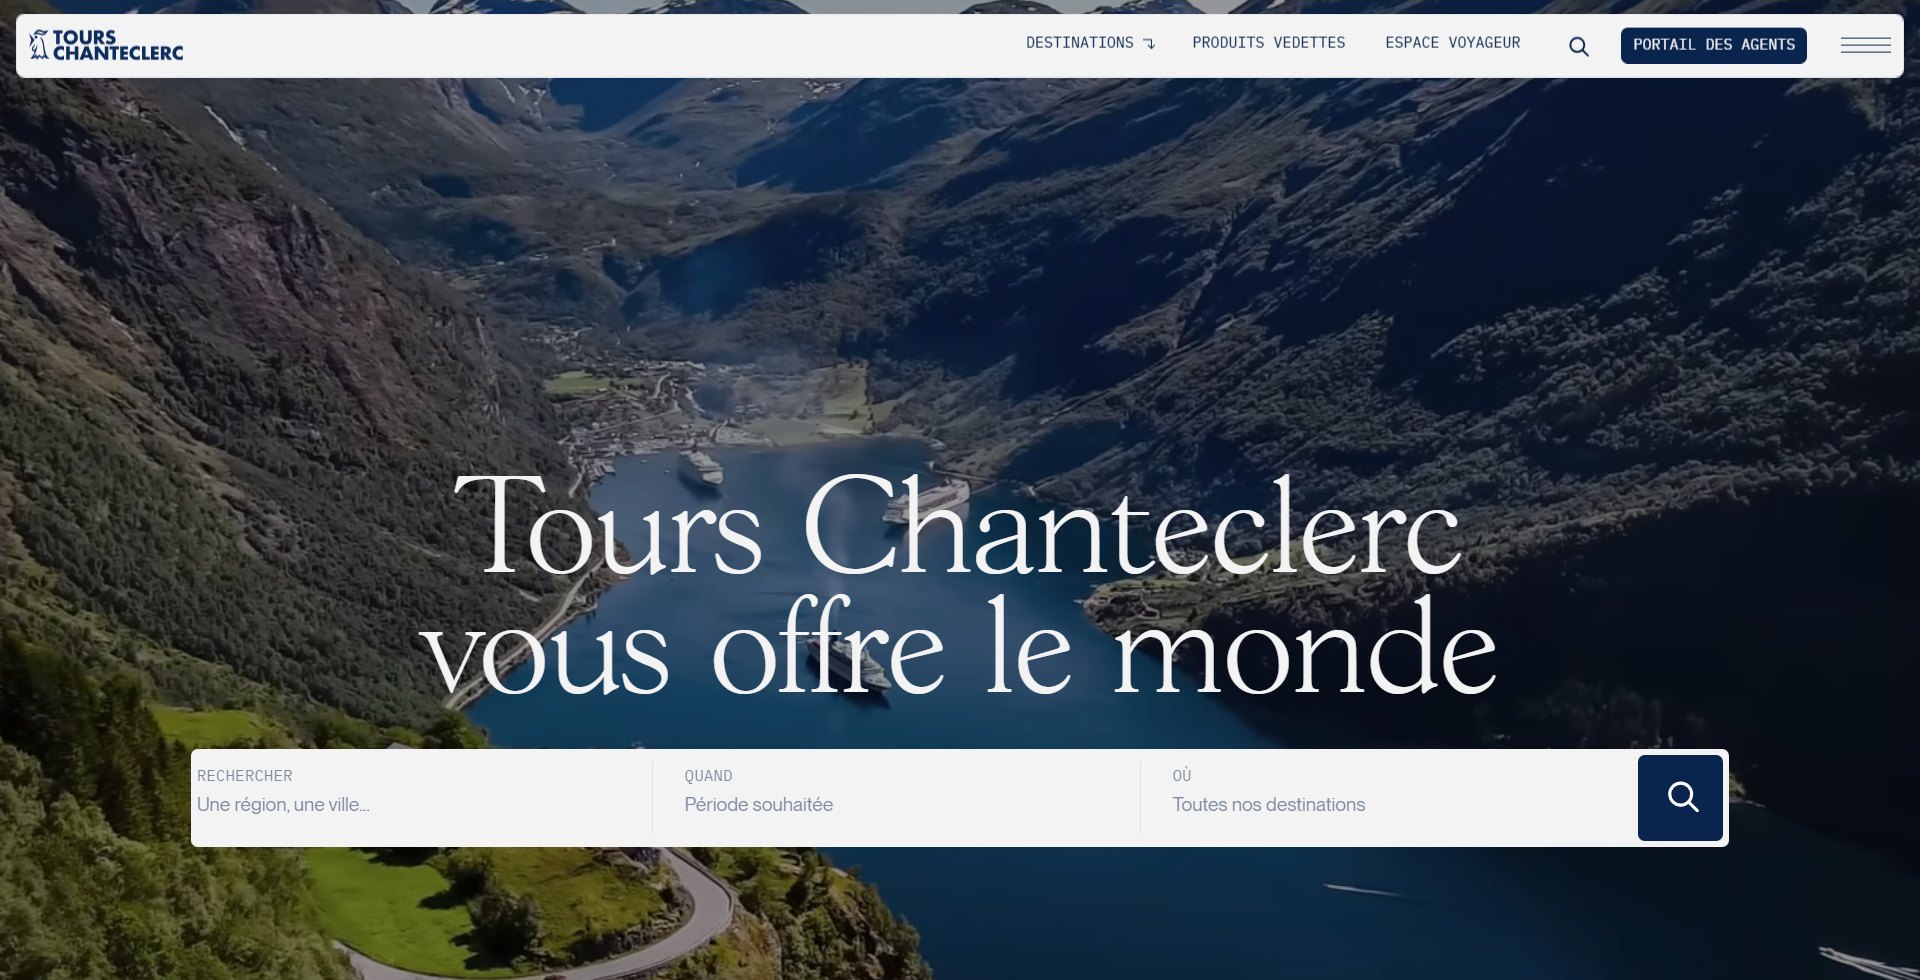 TOURS
CHANTECLERC
DESTINATIONS
PRODUITS VEDETTES
ESPACE VOYAGEUR
PORTAIL DES AGENTS
Tours Chanteclerc
vous offre le monde
RECHERCHER
Une région, une ville...
QUAND
Période souhaitée
OÙ
Toutes nos destinations